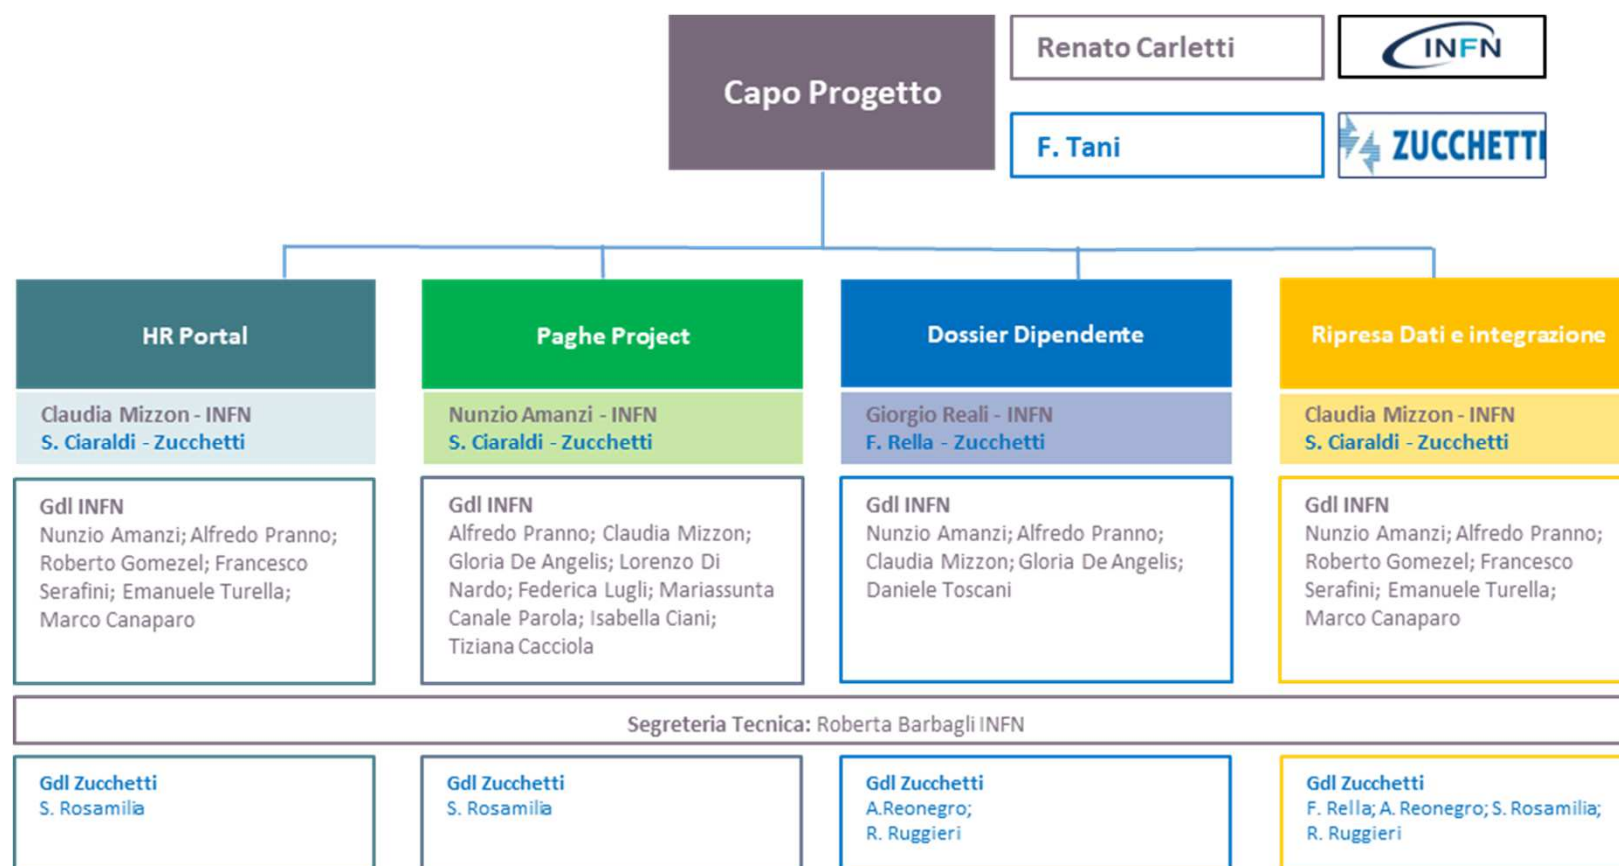 Capo Progetto
Renato Carletti
INFN
F. Tani
ZUCCHETTI
HR Portal
Claudia Mizzon - INFN
S. Ciaraldi - Zucchetti
Gdl INFN
Nunzio Amanzi; Alfredo Pranno;
Roberto Gomezel; Francesco
Serafini; Emanuele Turella;
Marco Canaparo
Paghe Project
Nunzio Amanzi - INFN
S. Ciaraldi - Zucchetti
Gdl INFN
Alfredo Pranno; Claudia Mizzon;
Gloria De Angelis; Lorenzo Di
Nardo; Federica Lugli; Mariassunta
Canale Parola; Isabella Ciani;
Tiziana Cacciola
Dossier Dipendente
Giorgio Reali - INFN
F. Rella - Zucchetti
Gdl INFN
Nunzio Amanzi; Alfredo Pranno;
Claudia Mizzon; Gloria De Angelis;
Daniele Toscani
Ripresa Dati e integrazione
Claudia Mizzon - INFN
S. Ciaraldi - Zucchetti
Gdl INFN
Nunzio Amanzi; Alfredo Pranno;
Roberto Gomezel; Francesco
Serafini; Emanuele Turella;
Marco Canaparo
Segreteria Tecnica: Roberta Barbagli INFN
Gdl Zucchetti
S. Rosamilia
Gdl Zucchetti
S. Rosamilia
Gdl Zucchetti
A.Reonegro;
R. Ruggieri
Gdl Zucchetti
F. Rella; A. Reonegro; S. Rosamilia;
R. Ruggieri